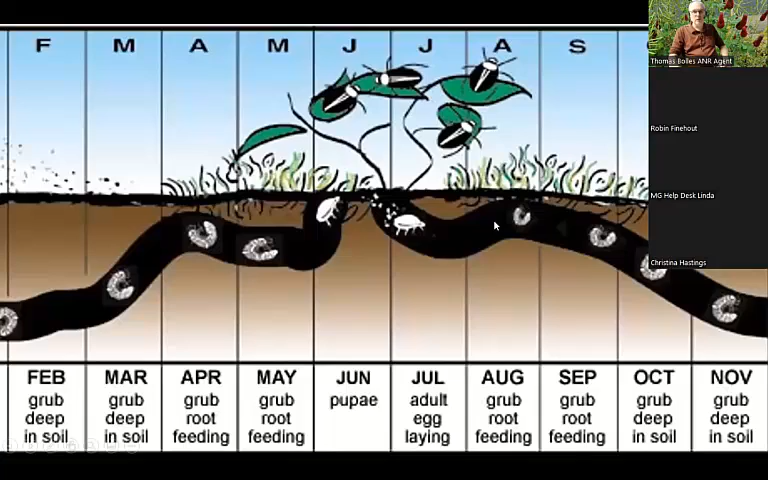 F M A M J J A S
Thomas Bolles ANR Agent
Robin Finehout
MG Help Desk Linda
Christina Hastings
FEB
grub
deep
in soil
MAR
grub
deep
in soil
APR
grub
root
feeding
MAY
grub
root
feeding
JUN
pupae
JUL
adult
egg
laying
AUG
grub
root
feeding
SEP
grub
root
feeding
OCT
grub
deep
in soil
NOV
grub
deep
in soil